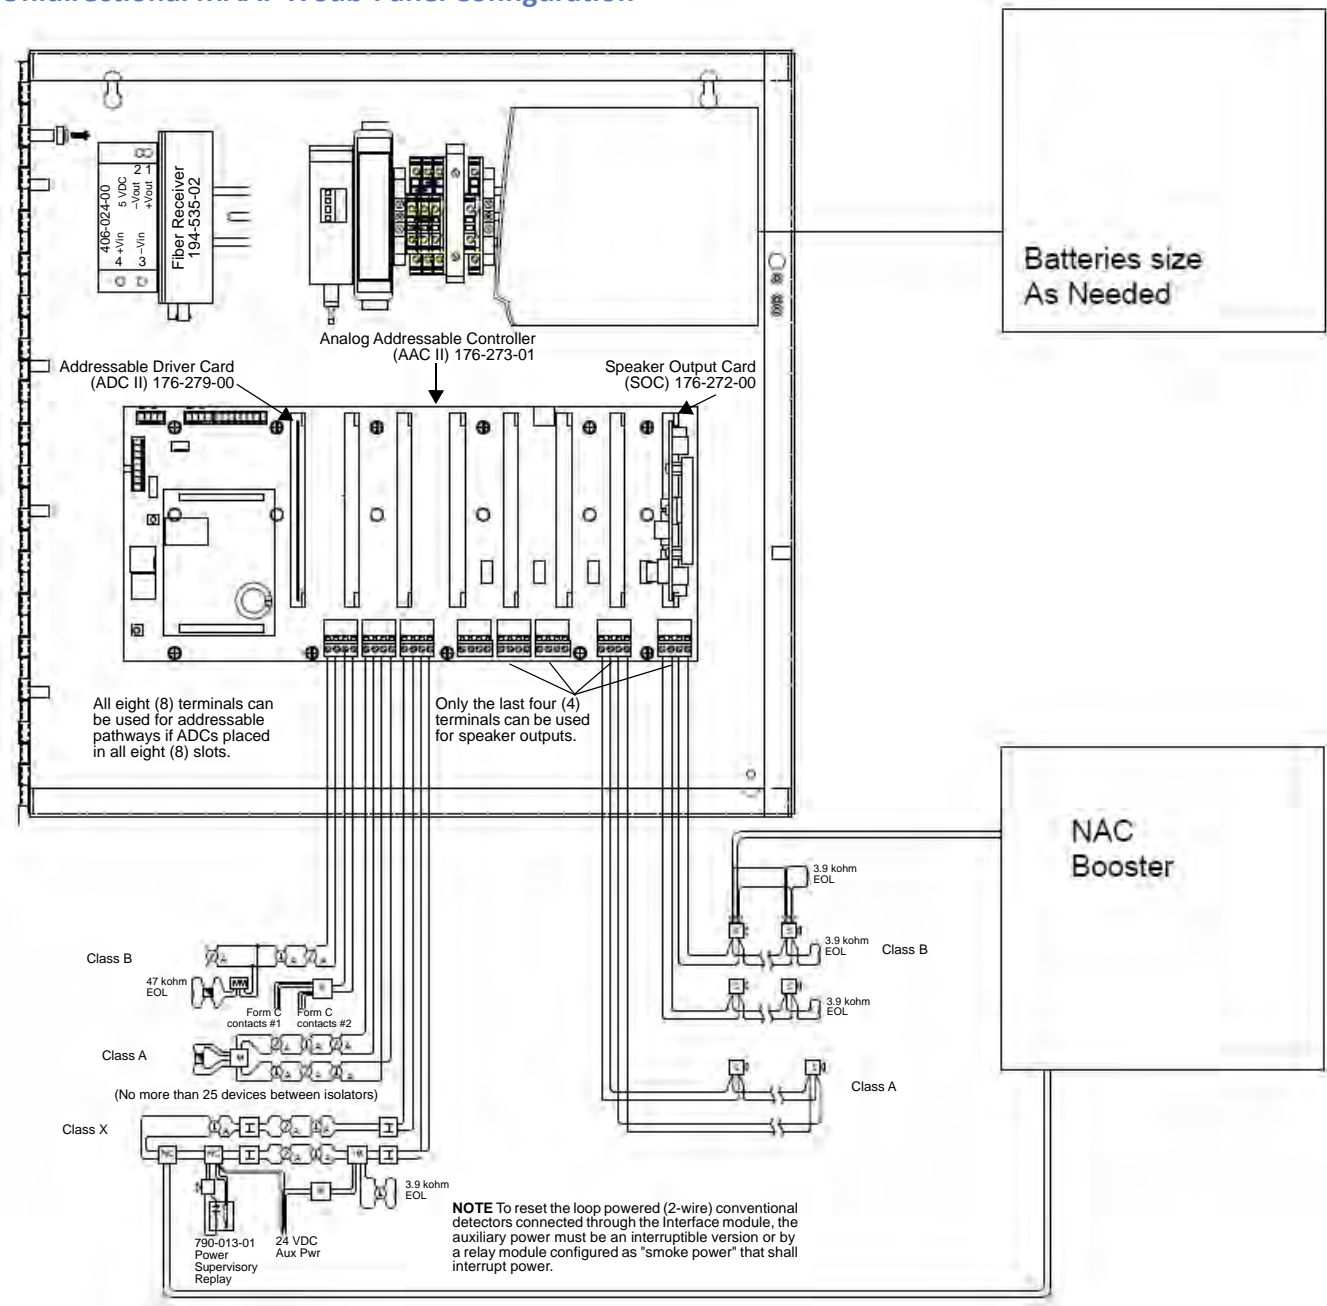 406-024-00
5 VDC
2 1
–Vout
+Vout
+Vin
–Vin
4 3
Fiber Receiver
194-535-02
Batteries size
As Needed
Analog Addressable Controller
(AAC II) 176-273-01
Addressable Driver Card
(ADC II) 176-279-00
Speaker Output Card
(SOC) 176-272-00
All eight (8) terminals can
be used for addressable
pathways if ADCs placed
in all eight (8) slots.
Only the last four (4)
terminals can be used
for speaker outputs.
NAC
Booster
3.9 kohm
EOL
Class B
3.9 kohm
EOL
Class B
47 kohm
EOL
MM
3.9 kohm
EOL
Form C
contacts #1
Form C
contacts #2
Class A
M
Class A
(No more than 25 devices between isolators)
Class X
3.9 kohm
EOL
790-013-01
Power
Supervisory
Replay
24 VDC
Aux Pwr
NOTE To reset the loop powered (2-wire) conventional
detectors connected through the Interface module, the
auxiliary power must be an interruptible version or by
a relay module configured as "smoke power" that shall
interrupt power.